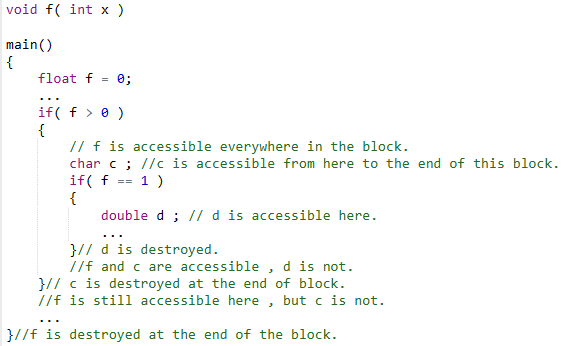 void f( int x )
main()
{
float f = 0;
...
if( f > 0 )
{
// f is accessible everywhere in the block.
char c ; //c is accessible from here to the end of this block.
if( f == 1 )
{
double d ; // d is accessible here.
...
}// d is destroyed.
//f and c are accessible , d is not.
}// c is destroyed at the end of block.
//f is still accessible here , but c is not.
...
}//f is destroyed at the end of the block.